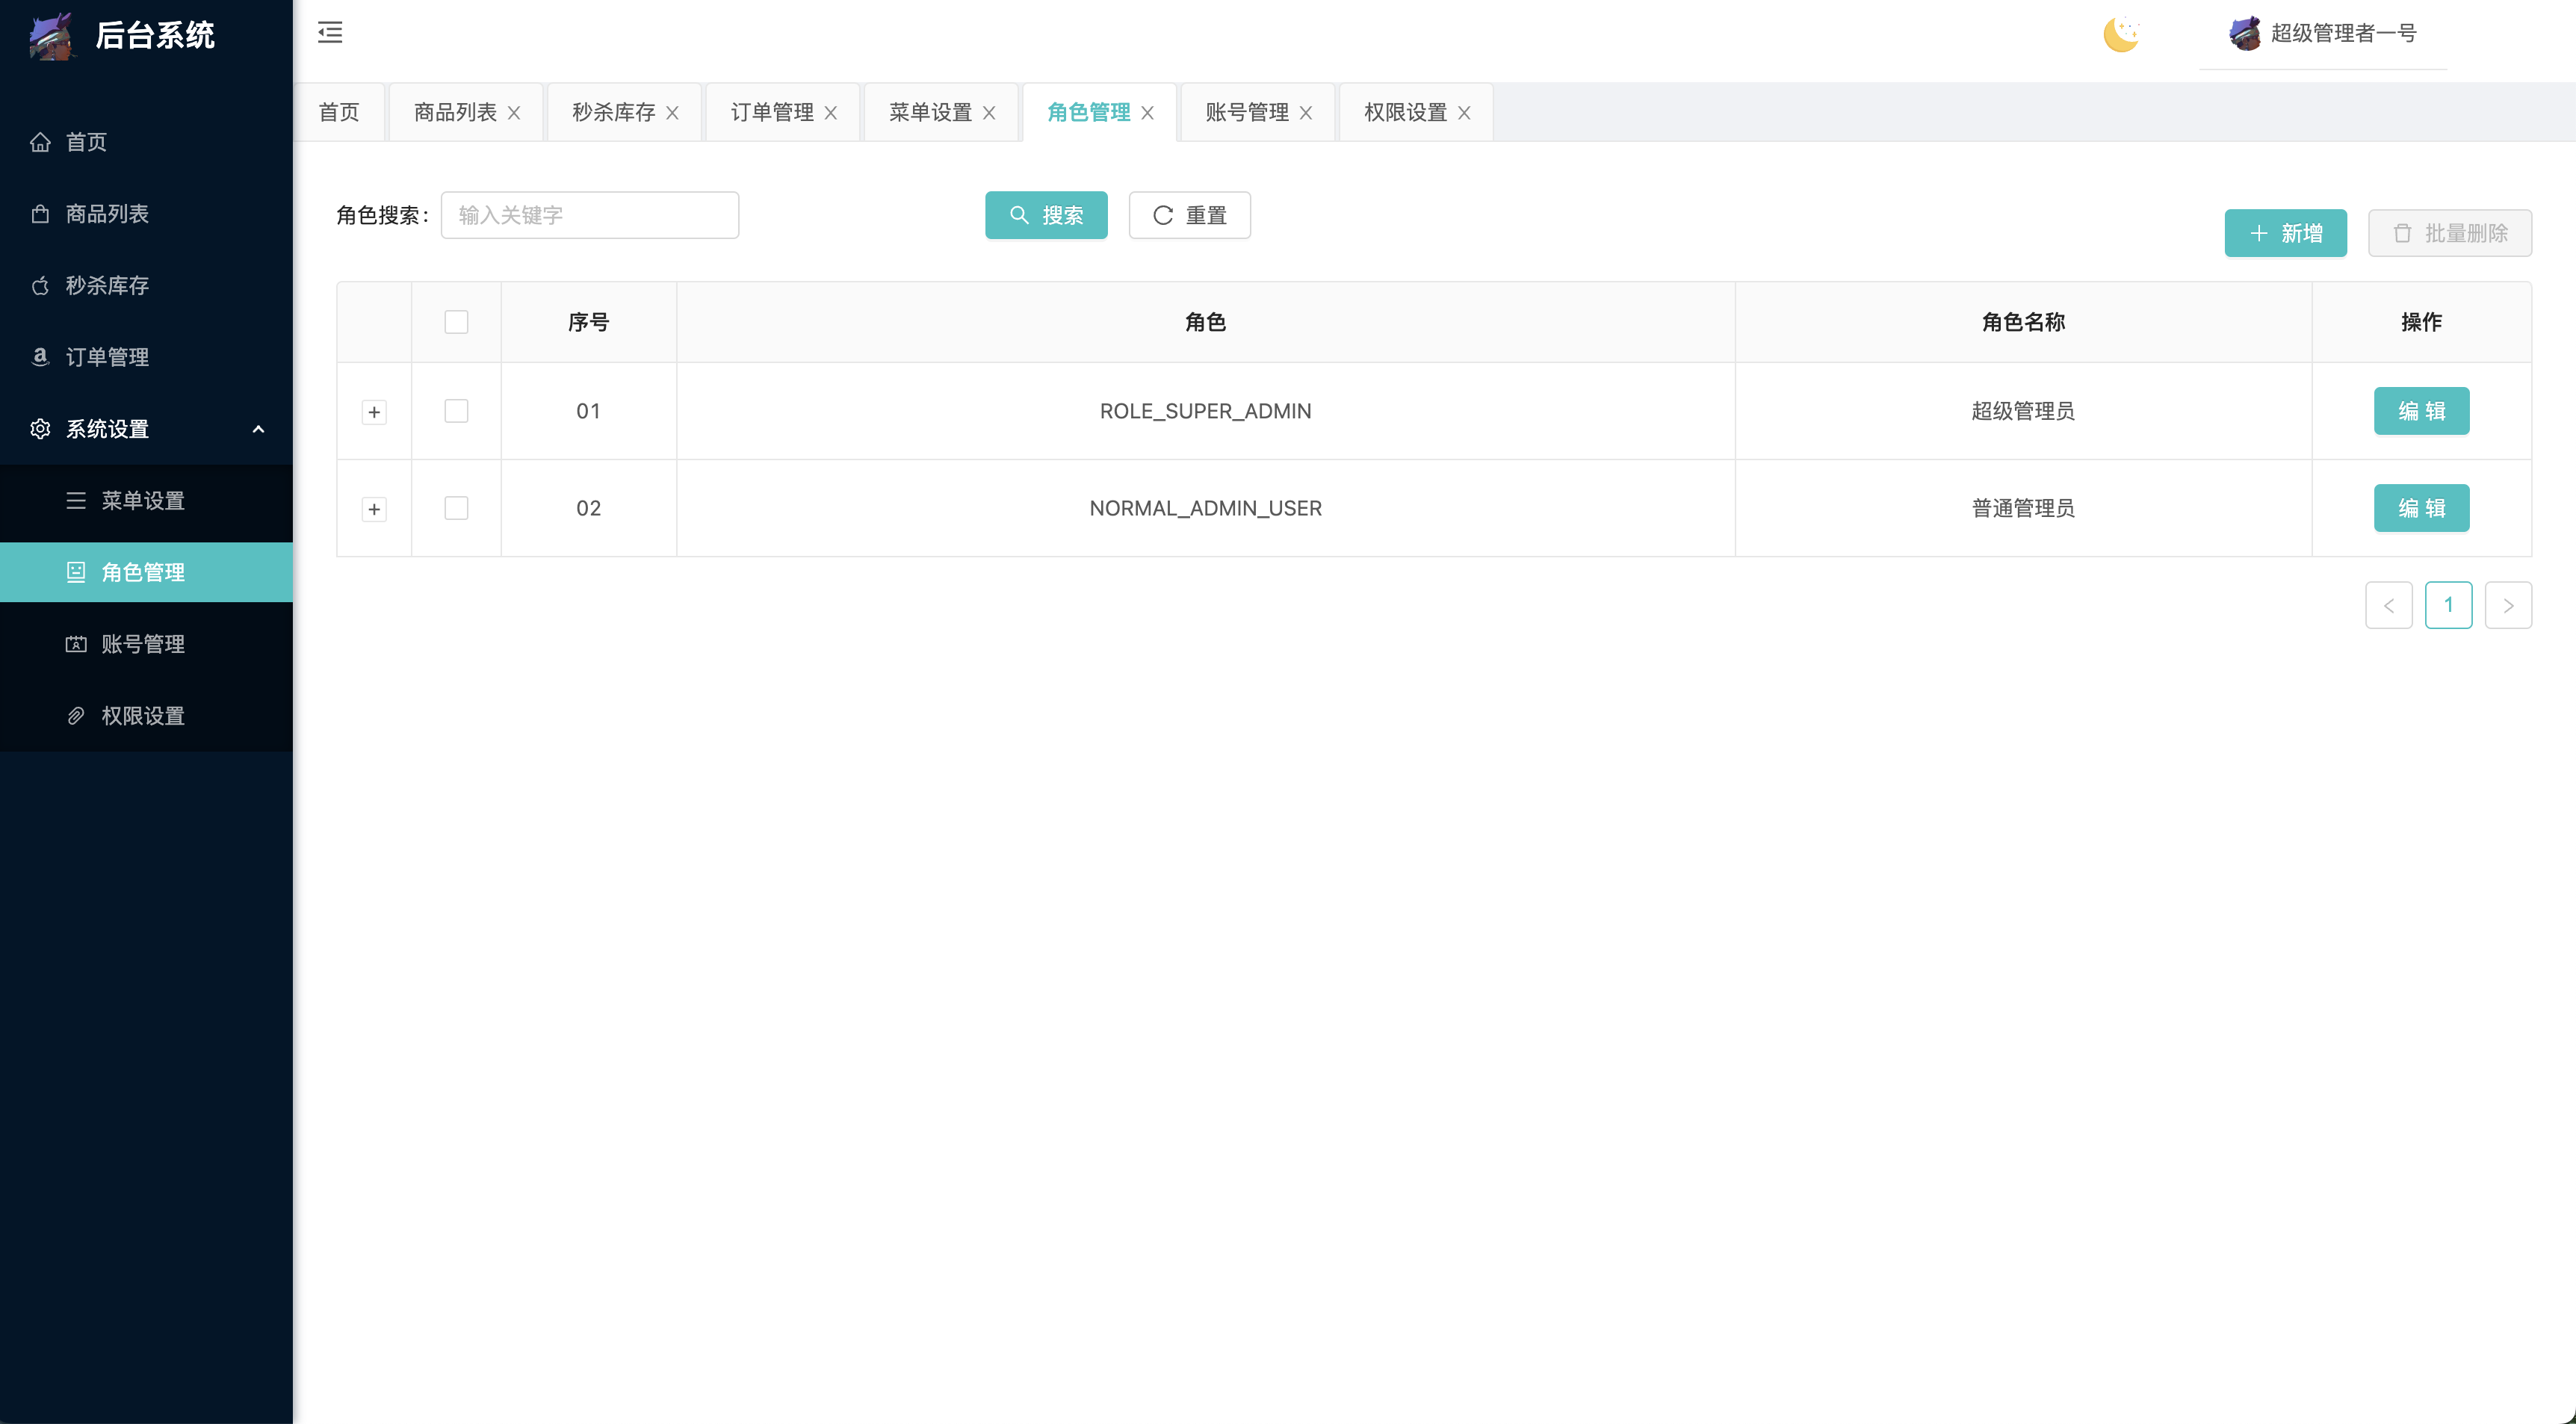 后台系统
超级管理者一号
首页
商品列表
秒杀库存
订单管理
系统设置
菜单设置
角色管理
账号管理
权限设置
首页 商品列表 秒杀库存 订单管理 菜单设置 角色管理 账号管理 权限设置
角色搜索: 输入关键字 搜索 重置
新增 批量删除
序号 角色 角色名称 操作
01 ROLE_SUPER_ADMIN 超级管理员 编 辑
02 NORMAL_ADMIN_USER 普通管理员 编 辑
1